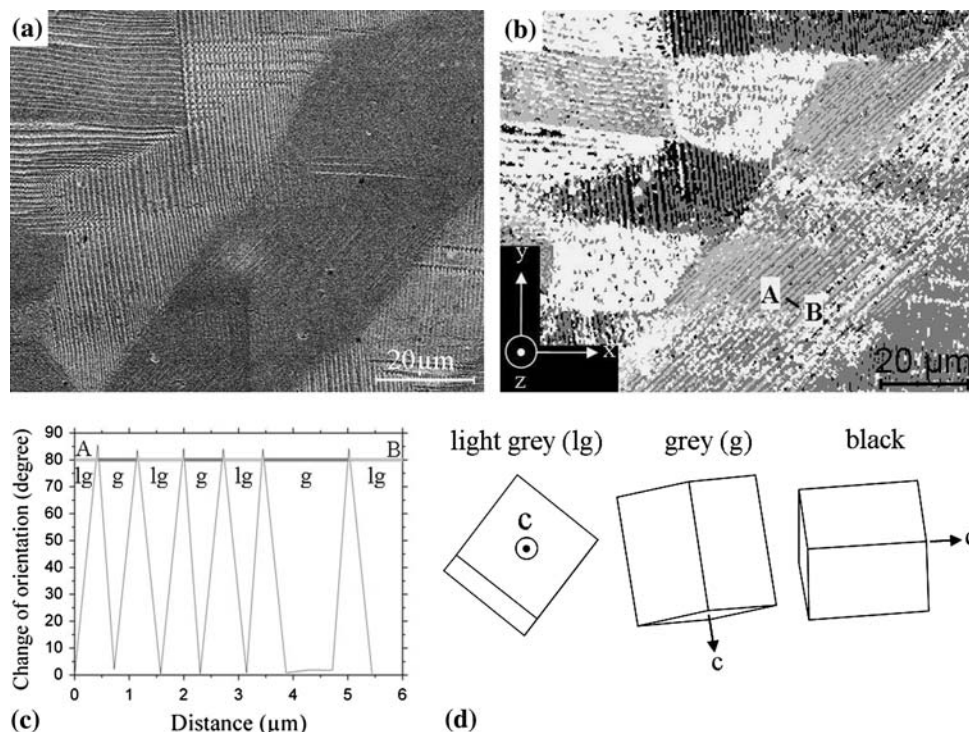 (a)
20µm
(b)
A
B
y
x
z
20 µm
Change of orientation (degree)
90
80
70
60
50
40
30
20
10
0
A
B
lg
g
lg
g
lg
g
lg
0
1
2
3
4
5
6
Distance (µm)
(c)
light grey (lg)
grey (g)
black
c
c
c
(d)